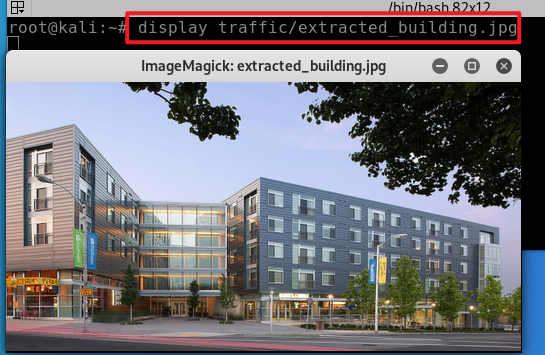 /bin/bash 82x12
root@kali:~# display traffic/extracted_building.jpg
ImageMagick: extracted_building.jpg